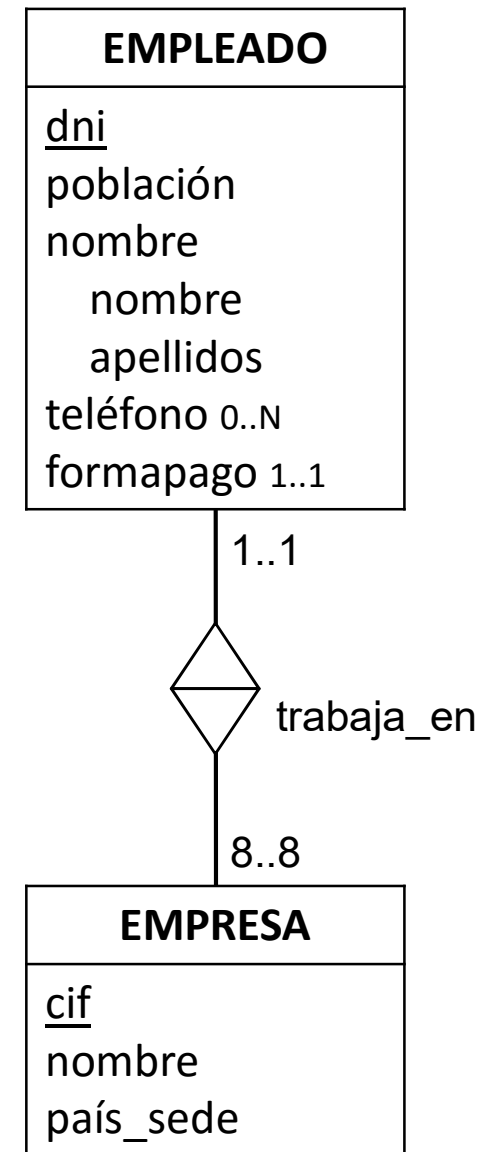 EMPLEADO
dni
población
nombre
nombre
apellidos
teléfono 0..N
formapago 1..1
1..1
trabaja_en
8..8
EMPRESA
cif
nombre
país_sede